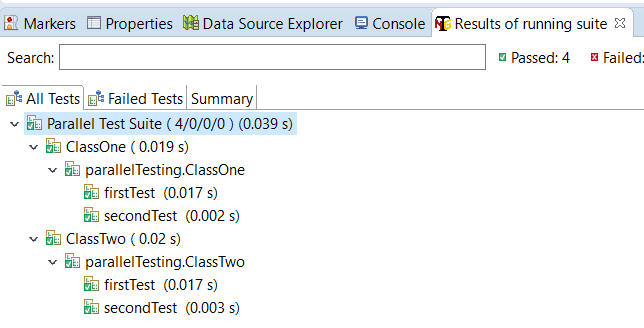 Markers Properties Data Source Explorer Console Results of running suite
Search: Passed: 4 Failed:
All Tests Failed Tests Summary
Parallel Test Suite ( 4/0/0/0 ) (0.039 s)
ClassOne ( 0.019 s)
parallelTesting.ClassOne
firstTest (0.017 s)
secondTest (0.002 s)
ClassTwo ( 0.02 s)
parallelTesting.ClassTwo
firstTest (0.017 s)
secondTest (0.003 s)